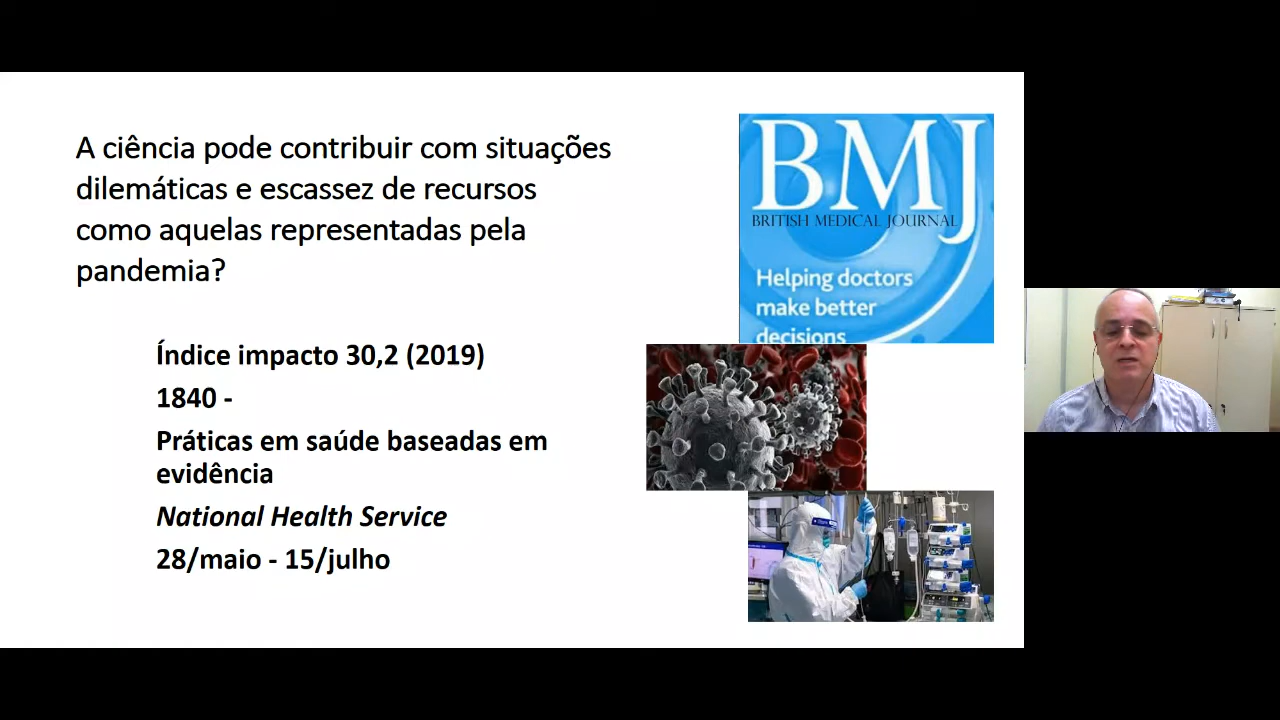 A ciência pode contribuir com situações
dilemáticas e escassez de recursos
como aquelas representadas pela
pandemia?
Índice impacto 30,2 (2019)
1840 -
Práticas em saúde baseadas em
evidência
National Health Service
28/maio - 15/julho
BMJ
BRITISH MEDICAL JOURNAL
Helping doctors
make better
decisions